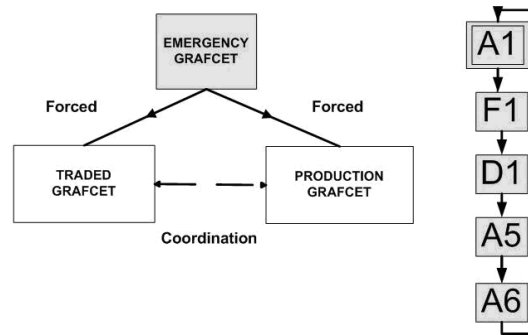 EMERGENCY
GRAFCET
Forced
Forced
TRADED
GRAFCET
PRODUCTION
GRAFCET
Coordination
A1
F1
D1
A5
A6